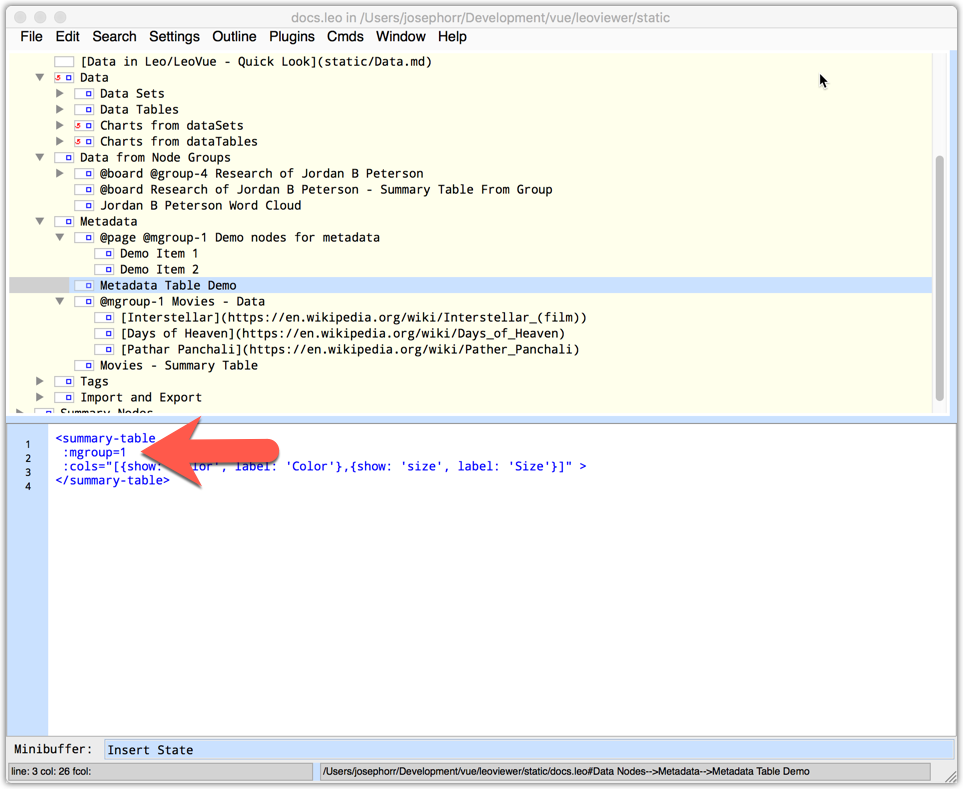 docs.leo in /Users/josephorr/Development/vue/leoviewer/static
File Edit Search Settings Outline Plugins Cmds Window Help
[Data in Leo/LeoVue - Quick Look](static/Data.md)
Data
Data Sets
Data Tables
Charts from dataSets
Charts from dataTables
Data from Node Groups
@board @group-4 Research of Jordan B Peterson
@board Research of Jordan B Peterson - Summary Table From Group
Jordan B Peterson Word Cloud
Metadata
@page @mgroup-1 Demo nodes for metadata
Demo Item 1
Demo Item 2
Metadata Table Demo
@mgroup-1 Movies - Data
[Interstellar](https://en.wikipedia.org/wiki/Interstellar_(film))
[Days of Heaven](https://en.wikipedia.org/wiki/Days_of_Heaven)
[Pathar Panchali](https://en.wikipedia.org/wiki/Pather_Panchali)
Movies - Summary Table
Tags
Import and Export
Summary Nodes
1 <summary-table
2 :mgroup=1
3 :cols="[{show: lor', label: 'Color'},{show: 'size', label: 'Size'}]" >
4 </summary-table>
Minibuffer: Insert State
line: 3 col: 26 fcol:
/Users/josephorr/Development/vue/leoviewer/static/docs.leo#Data Nodes-->Metadata-->Metadata Table Demo